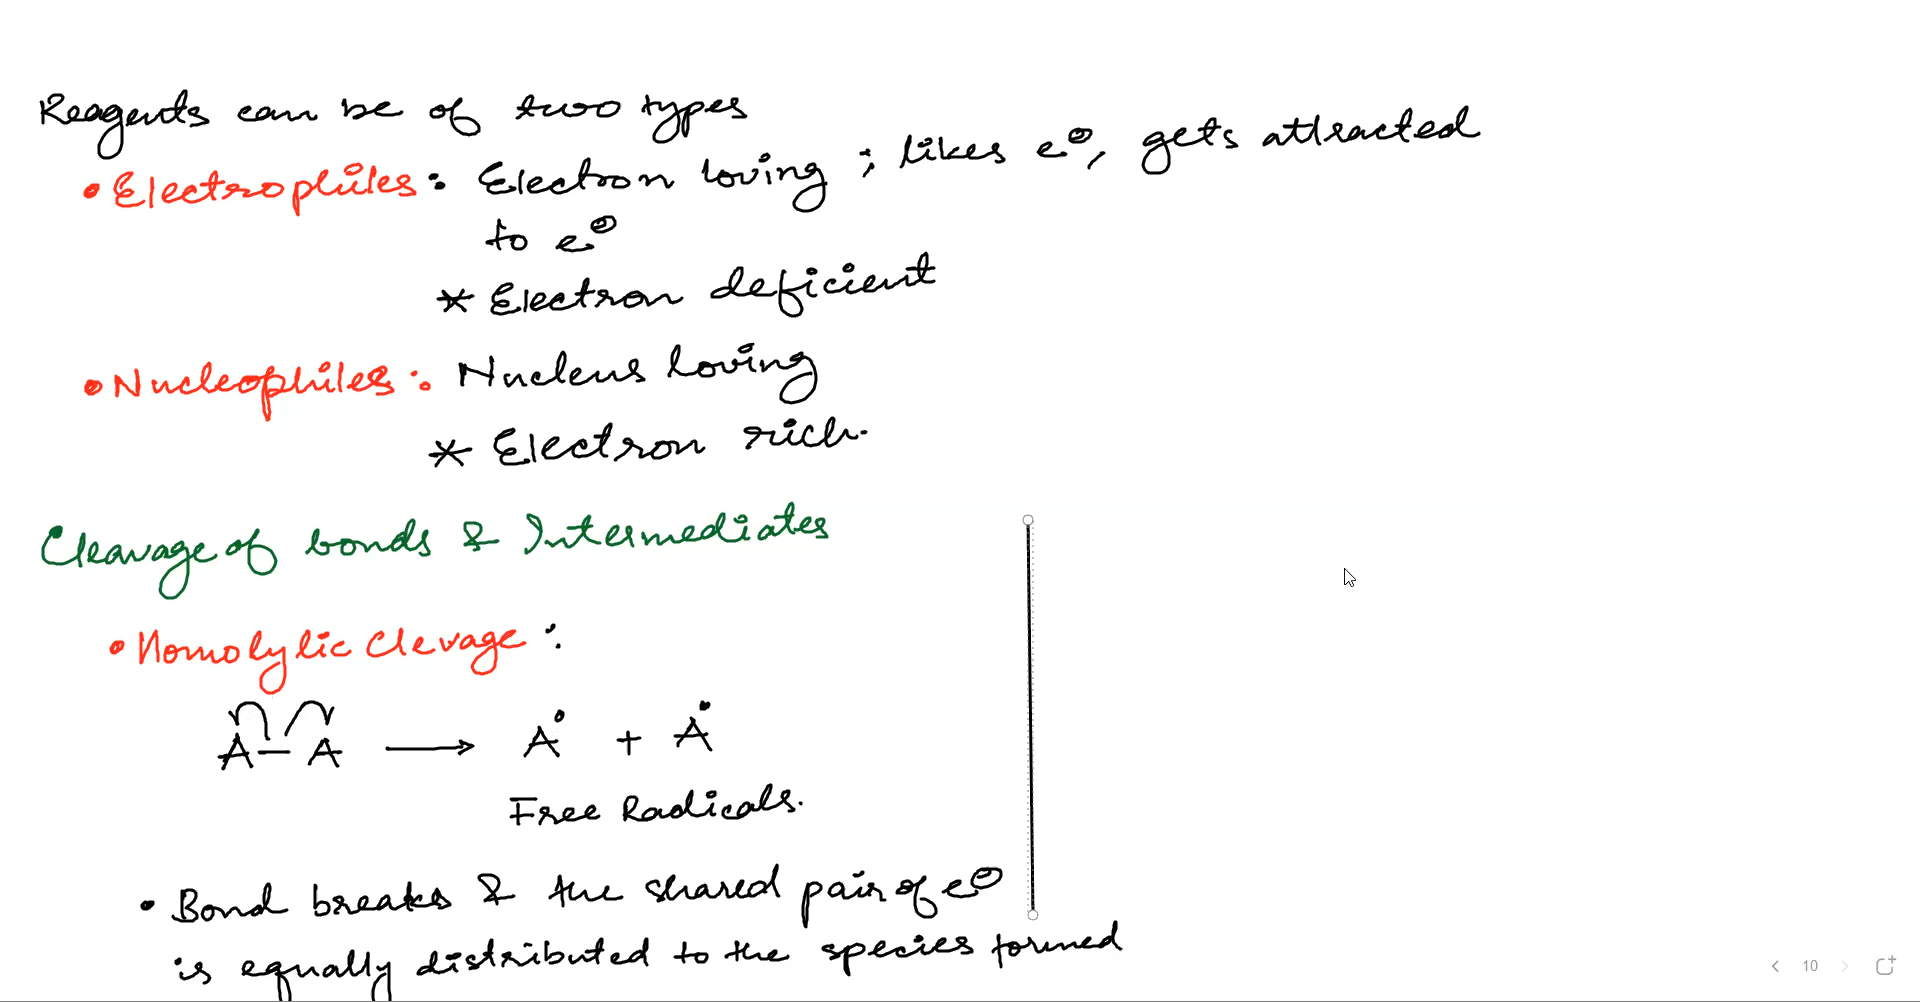 Reagents can be of two types
• Electrophiles: Electron loving ; likes e⊖, gets attracted
to e⊖
* Electron deficient
• Nucleophiles: Nucleus loving
* Electron rich.
Cleavage of bonds & Intermediates
• Homolylic Clevage :
A–A → A• + A•
Free Radicals.
• Bond breaks & the shared pair of e⊖
is equally distributed to the species formed
10